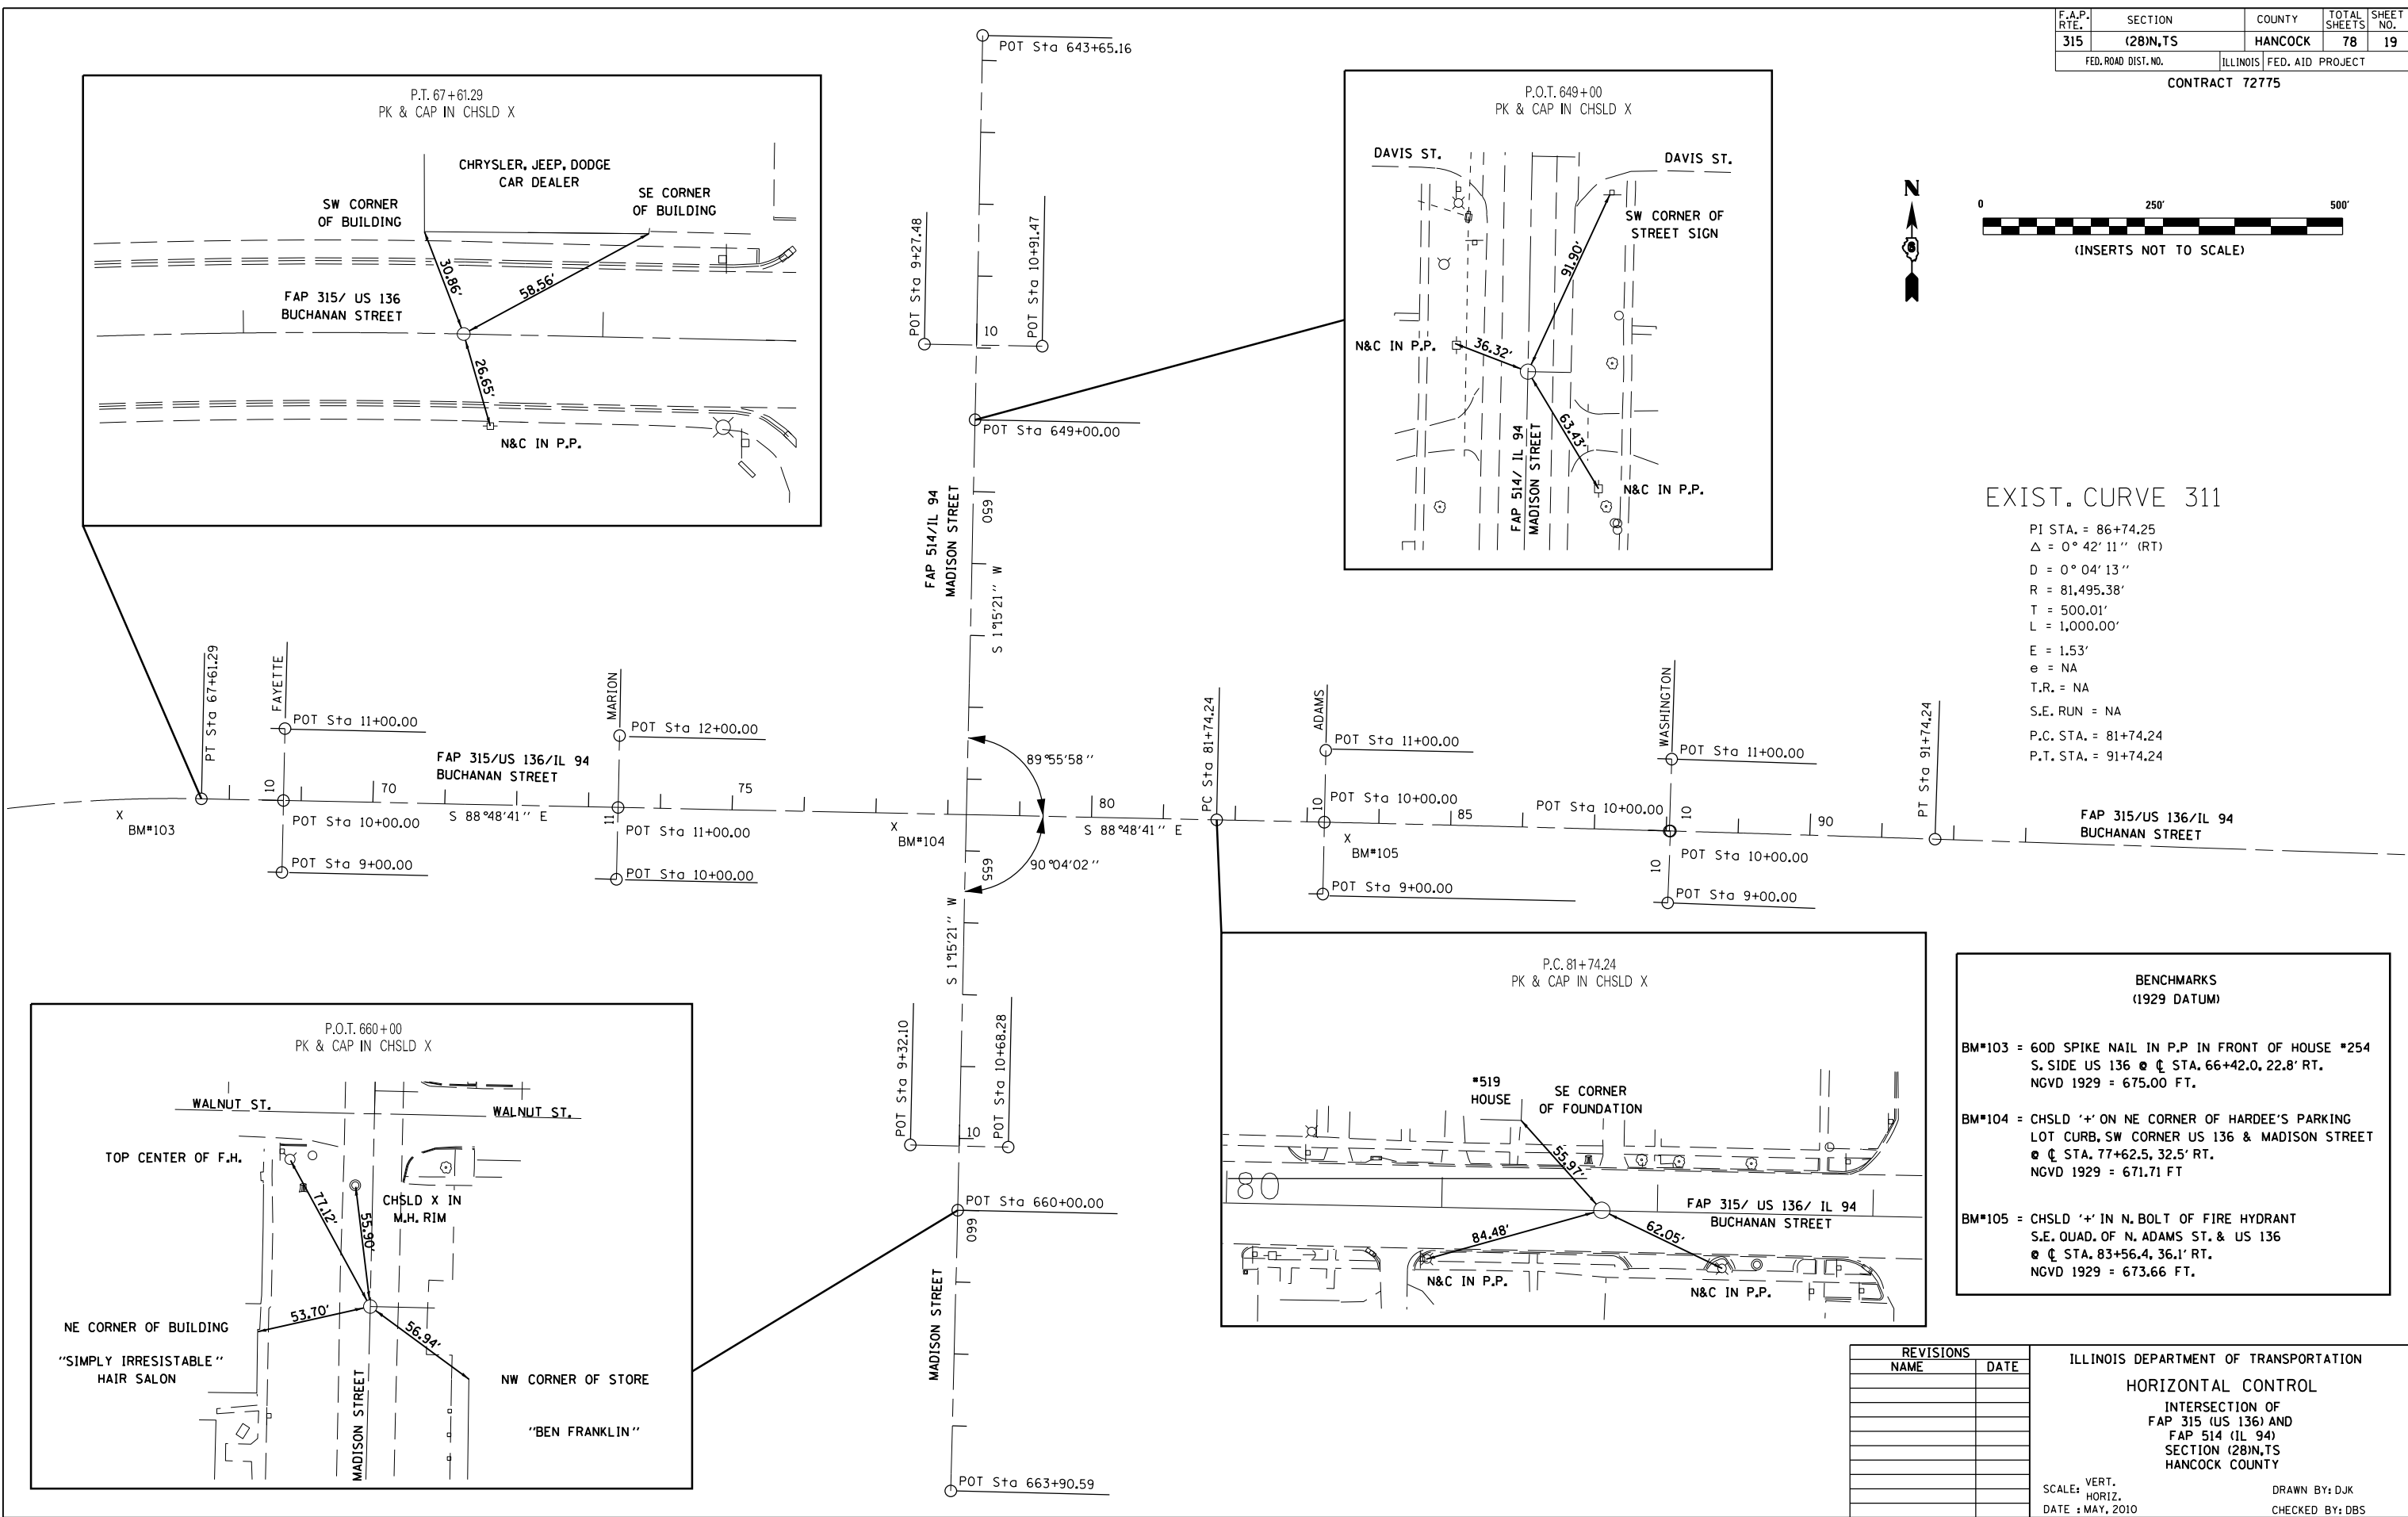 F.A.P. RTE.
SECTION
COUNTY
TOTAL SHEETS
SHEET NO.
315
(28)N,TS
HANCOCK
78
19
FED. ROAD DIST. NO.
ILLINOIS
FED. AID PROJECT
CONTRACT 72775
POT Sta 643+65.16
P.T. 67+61.29
PK & CAP IN CHSLD X
CHRYSLER, JEEP, DODGE
CAR DEALER
SW CORNER
OF BUILDING
SE CORNER
OF BUILDING
30.86'
58.56'
FAP 315/ US 136
BUCHANAN STREET
26.65'
N&C IN P.P.
POT Sta 9+27.48
POT Sta 10+91.47
10
POT Sta 649+00.00
P.O.T. 649+00
PK & CAP IN CHSLD X
DAVIS ST.
DAVIS ST.
SW CORNER OF
STREET SIGN
91.90'
N&C IN P.P.
36.32'
63.43'
N&C IN P.P.
FAP 514/ IL 94
MADISON STREET
N
0
250'
500'
(INSERTS NOT TO SCALE)
EXIST. CURVE 311
PI STA. = 86+74.25
Δ = 0° 42' 11'' (RT)
D = 0° 04' 13''
R = 81,495.38'
T = 500.01'
L = 1,000.00'
E = 1.53'
e = NA
T.R. = NA
S.E. RUN = NA
P.C. STA. = 81+74.24
P.T. STA. = 91+74.24
FAP 514/IL 94
MADISON STREET
650
S 1°15'21'' W
PT Sta 67+61.29
FAYETTE
POT Sta 11+00.00
10
POT Sta 10+00.00
POT Sta 9+00.00
X
BM#103
70
FAP 315/US 136/IL 94
BUCHANAN STREET
S 88°48'41'' E
MARION
POT Sta 12+00.00
11
POT Sta 11+00.00
POT Sta 10+00.00
75
X
BM#104
89°55'58''
90°04'02''
655
80
S 88°48'41'' E
PC Sta 81+74.24
ADAMS
POT Sta 11+00.00
10
POT Sta 10+00.00
X
BM#105
POT Sta 9+00.00
85
WASHINGTON
POT Sta 11+00.00
POT Sta 10+00.00
10
POT Sta 10+00.00
10
POT Sta 9+00.00
90
PT Sta 91+74.24
FAP 315/US 136/IL 94
BUCHANAN STREET
S 1°15'21'' W
POT Sta 9+32.10
POT Sta 10+68.28
10
POT Sta 660+00.00
660
MADISON STREET
POT Sta 663+90.59
P.O.T. 660+00
PK & CAP IN CHSLD X
WALNUT ST.
WALNUT ST.
TOP CENTER OF F.H.
CHSLD X IN
M.H. RIM
77.12'
55.90'
53.70'
56.94'
NE CORNER OF BUILDING
"SIMPLY IRRESISTABLE"
HAIR SALON
NW CORNER OF STORE
"BEN FRANKLIN"
MADISON STREET
P.C. 81+74.24
PK & CAP IN CHSLD X
#519
HOUSE
SE CORNER
OF FOUNDATION
55.97'
80
FAP 315/ US 136/ IL 94
BUCHANAN STREET
84.48'
62.05'
N&C IN P.P.
N&C IN P.P.
BENCHMARKS
(1929 DATUM)
BM#103 = 60D SPIKE NAIL IN P.P IN FRONT OF HOUSE #254
S. SIDE US 136 @ ℄ STA. 66+42.0, 22.8' RT.
NGVD 1929 = 675.00 FT.
BM#104 = CHSLD '+' ON NE CORNER OF HARDEE'S PARKING
LOT CURB, SW CORNER US 136 & MADISON STREET
@ ℄ STA. 77+62.5, 32.5' RT.
NGVD 1929 = 671.71 FT
BM#105 = CHSLD '+' IN N. BOLT OF FIRE HYDRANT
S.E. QUAD. OF N. ADAMS ST. & US 136
@ ℄ STA. 83+56.4, 36.1' RT.
NGVD 1929 = 673.66 FT.
REVISIONS
NAME
DATE
ILLINOIS DEPARTMENT OF TRANSPORTATION
HORIZONTAL CONTROL
INTERSECTION OF
FAP 315 (US 136) AND
FAP 514 (IL 94)
SECTION (28)N,TS
HANCOCK COUNTY
SCALE: VERT.
HORIZ.
DATE : MAY, 2010
DRAWN BY: DJK
CHECKED BY: DBS